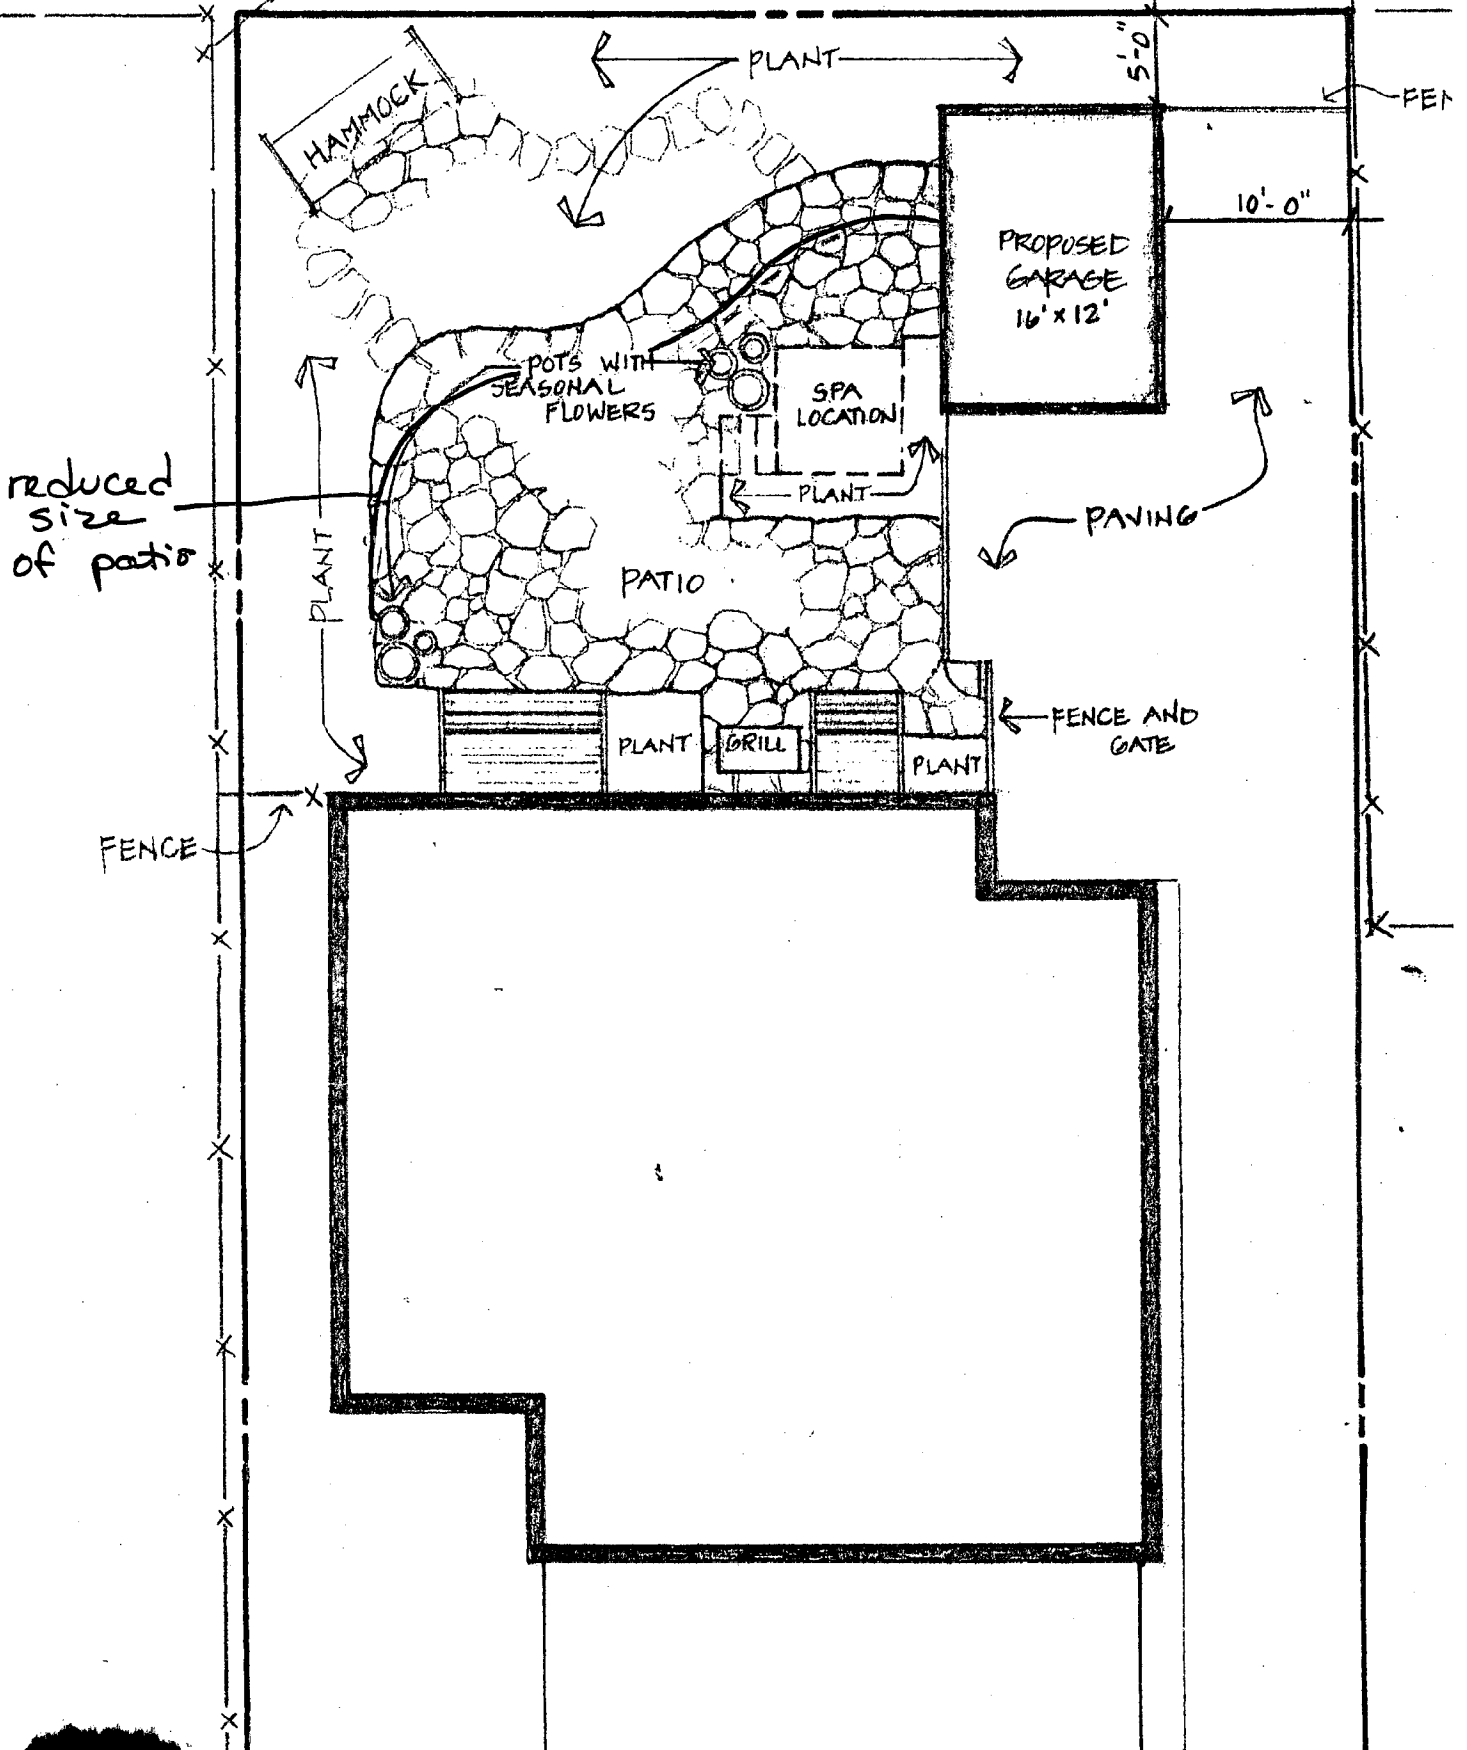 PLANT
5'-0"
HAMMOCK
FEN
10'-0"
PROPOSED
GARAGE
16' x 12'
POTS WITH
SEASONAL
FLOWERS
SPA
LOCATION
PLANT
reduced
size
of patio
PLANT
PAVING
PATIO
FENCE AND
GATE
PLANT
GRILL
PLANT
FENCE